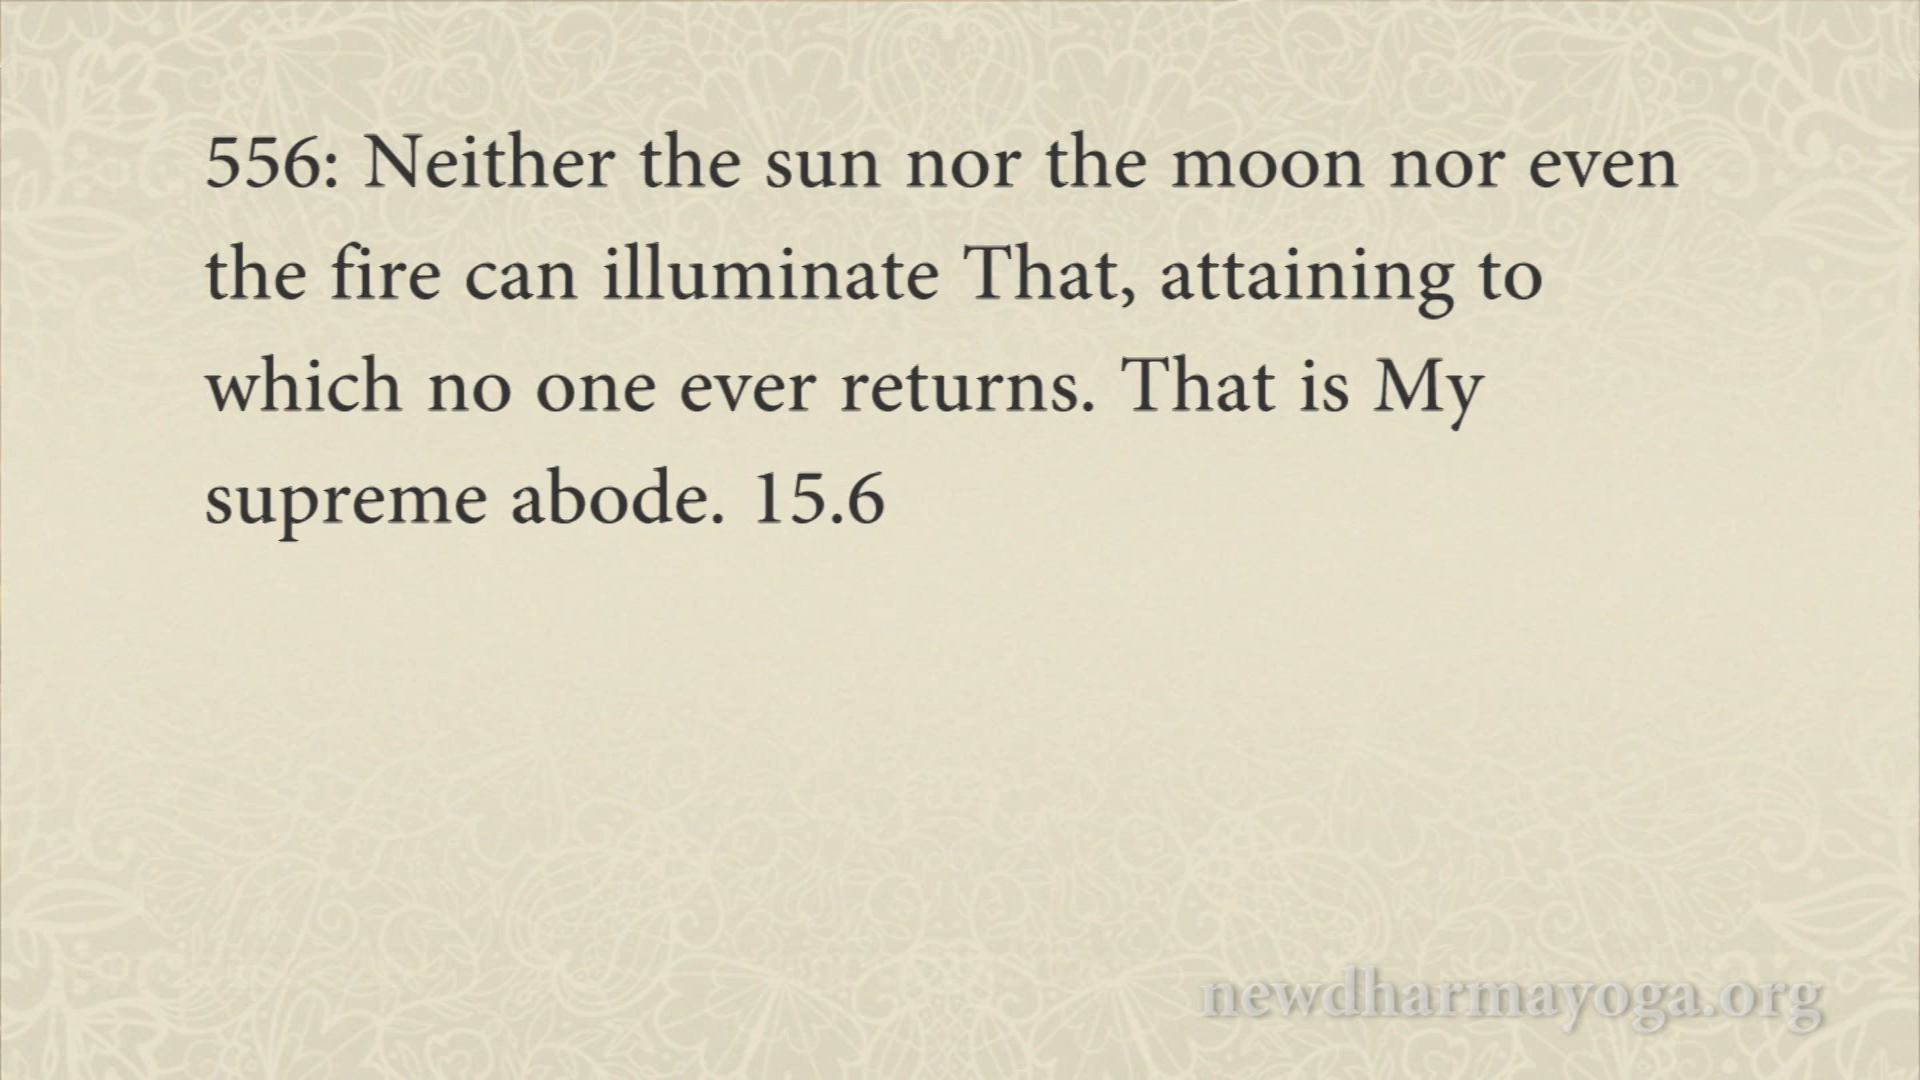 556: Neither the sun nor the moon nor even
the fire can illuminate That, attaining to
which no one ever returns. That is My
supreme abode. 15.6
newdharmayoga.org